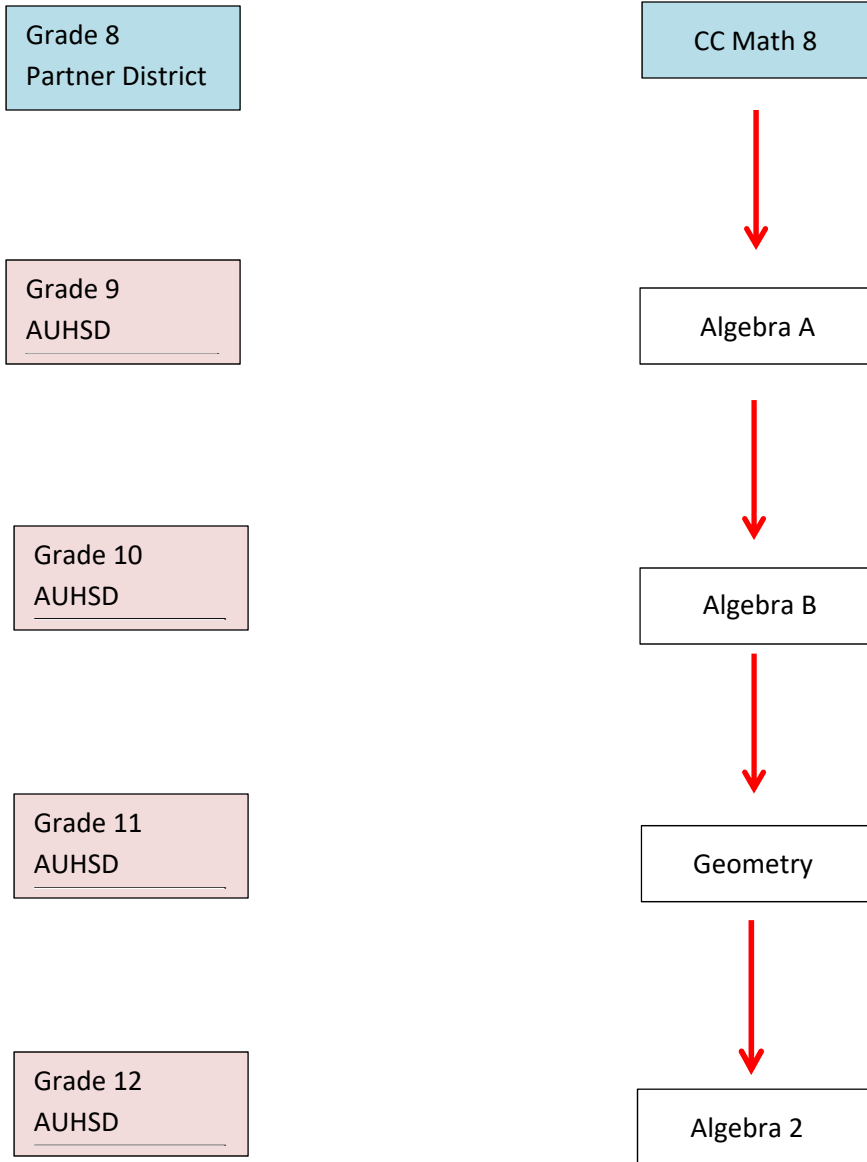 Grade 8
Partner District
CC Math 8
Grade 9
AUHSD
Algebra A
Grade 10
AUHSD
Algebra B
Grade 11
AUHSD
Geometry
Grade 12
AUHSD
Algebra 2